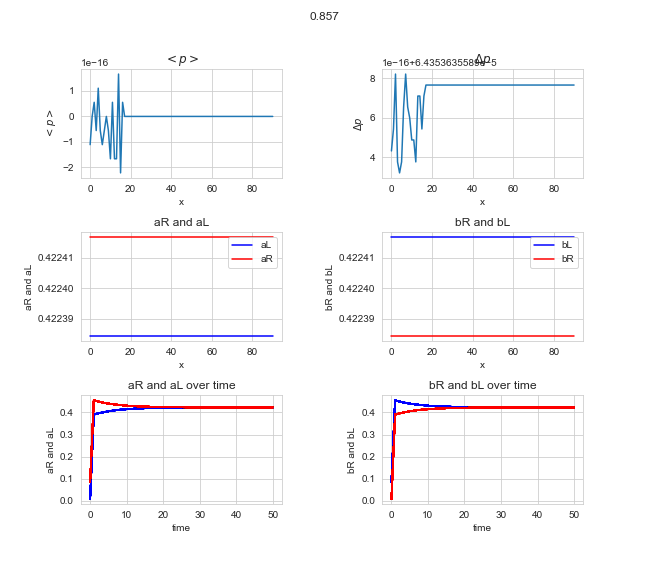 0.857
1e−16
<p>
1
0
−1
−2
<p>
0 20 40 60 80
x
Δp
8
6
4
Δp
0 20 40 60 80
x
aR and aL
0.42241
0.42240
0.42239
aR and aL
aL
aR
0 20 40 60 80
x
bR and bL
0.42241
0.42240
0.42239
bR and bL
bL
bR
0 20 40 60 80
x
aR and aL over time
0.4
0.3
0.2
0.1
0.0
aR and aL
0 10 20 30 40 50
time
bR and bL over time
0.4
0.3
0.2
0.1
0.0
bR and bL
0 10 20 30 40 50
time